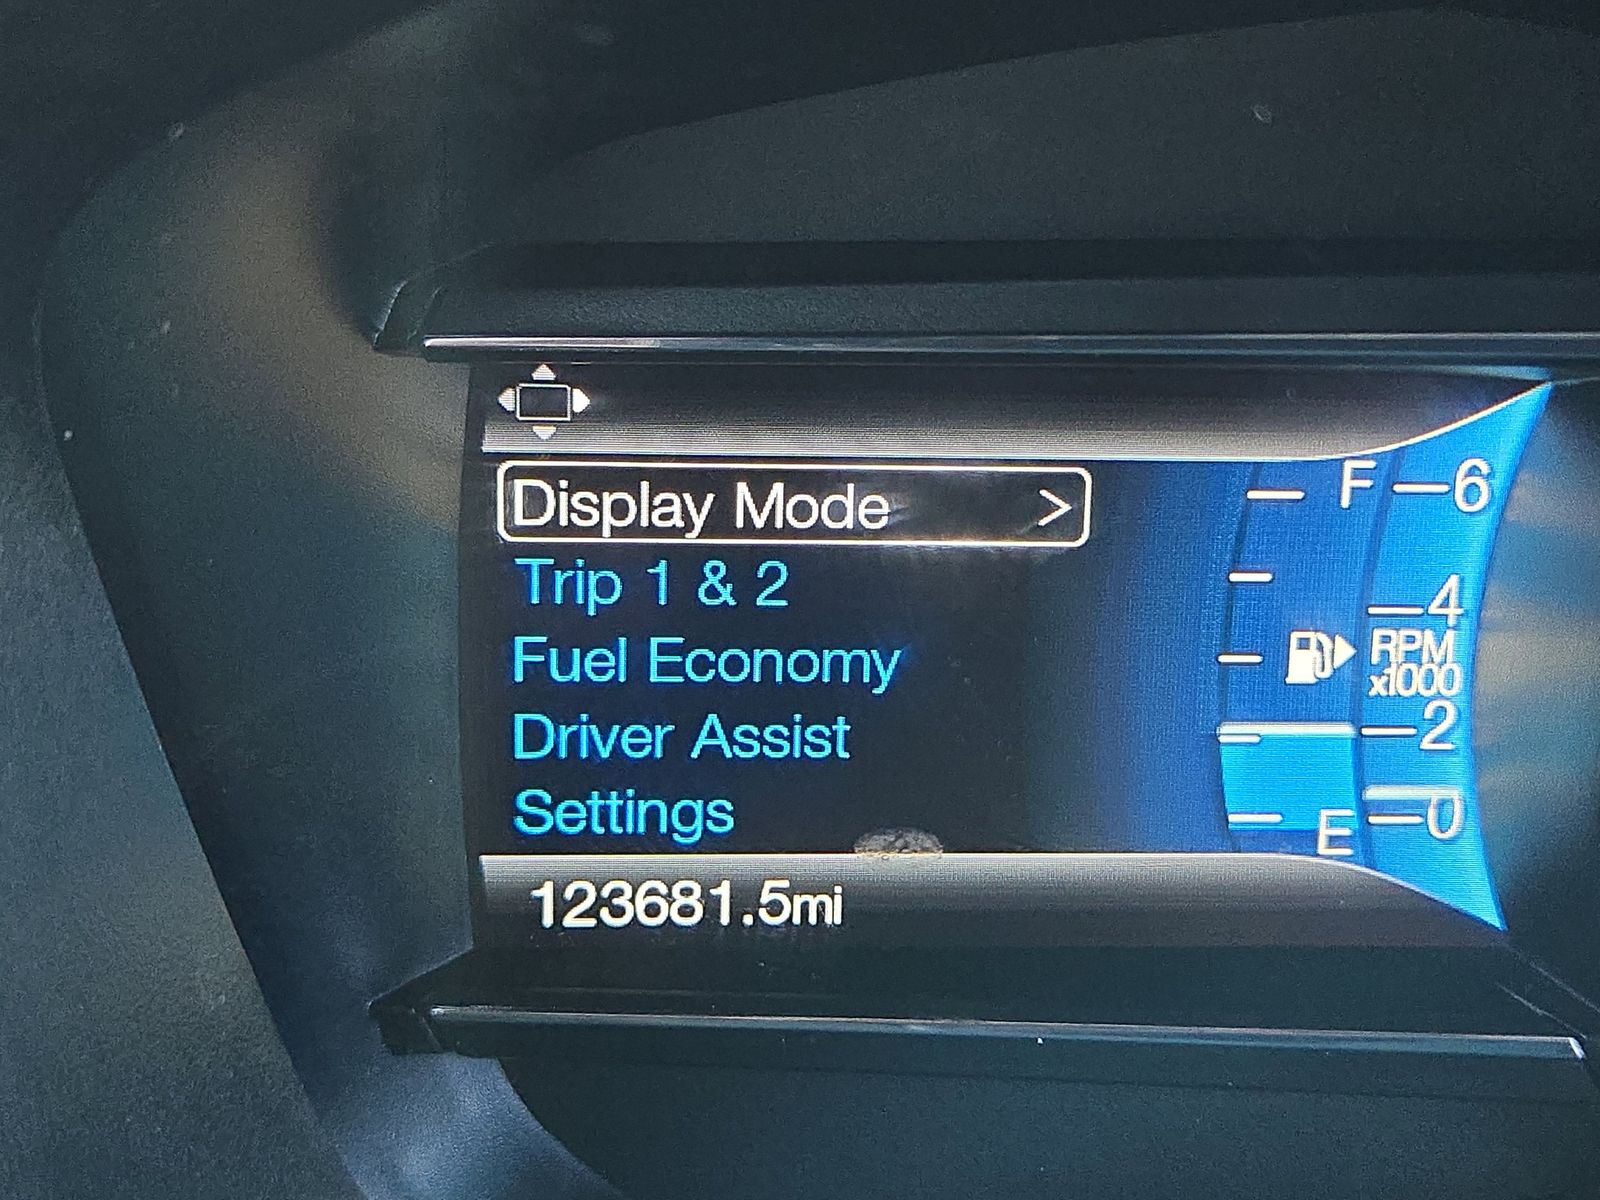 Display Mode >
Trip 1 & 2
Fuel Economy
Driver Assist
Settings
123681.5mi
F
E
6
4
RPM
x1000
2
0